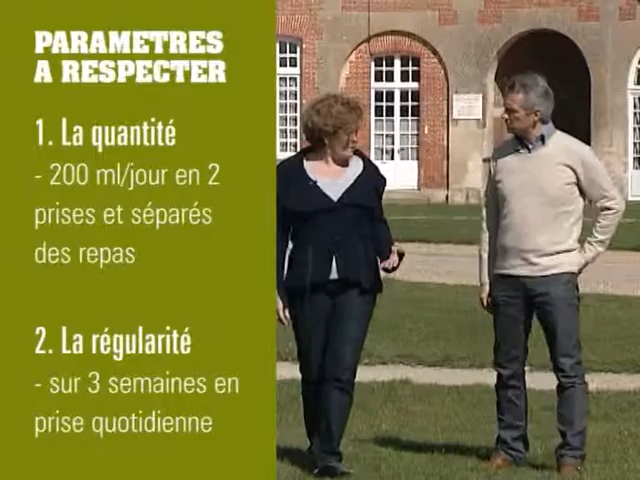 PARAMETRES
A RESPECTER
1. La quantité
- 200 ml/jour en 2
prises et séparés
des repas
2. La régularité
- sur 3 semaines en
prise quotidienne